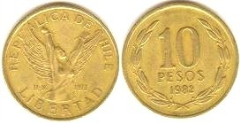 REPUBLICA DE CHILE
LIBERTAD
10
PESOS
1982